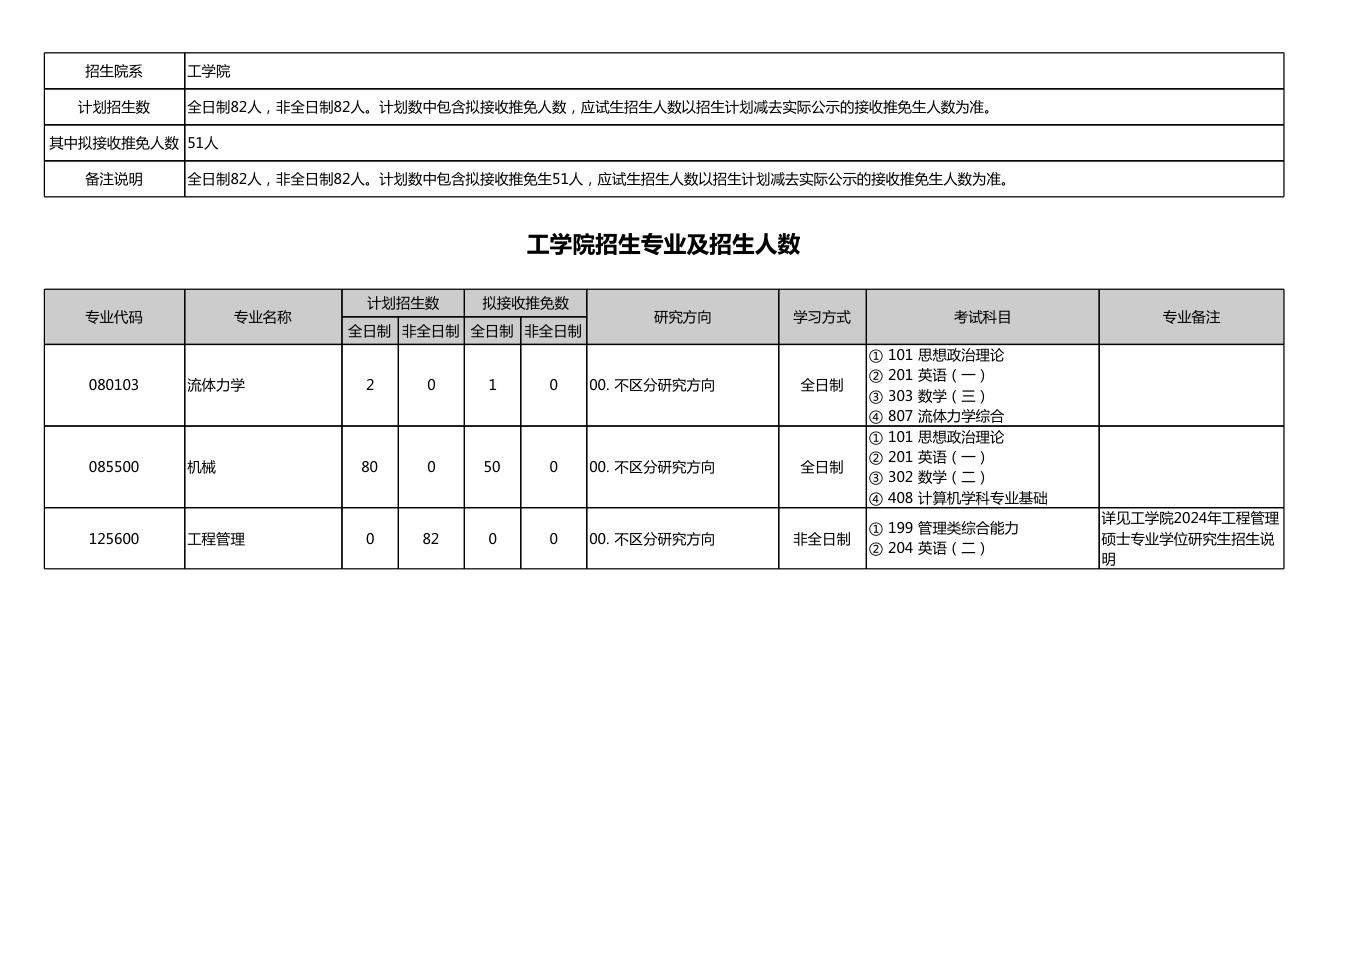 招生院系 工学院
计划招生数 全日制82人，非全日制82人。计划数中包含拟接收推免人数，应试生招生人数以招生计划减去实际公示的接收推免生人数为准。
其中拟接收推免人数 51人
备注说明 全日制82人，非全日制82人。计划数中包含拟接收推免生51人，应试生招生人数以招生计划减去实际公示的接收推免生人数为准。
工学院招生专业及招生人数
专业代码 专业名称 计划招生数 拟接收推免数 研究方向 学习方式 考试科目 专业备注
全日制 非全日制 全日制 非全日制
080103 流体力学 2 0 1 0 00. 不区分研究方向 全日制
① 101 思想政治理论
② 201 英语（一）
③ 303 数学（三）
④ 807 流体力学综合
085500 机械 80 0 50 0 00. 不区分研究方向 全日制
① 101 思想政治理论
② 201 英语（一）
③ 302 数学（二）
④ 408 计算机学科专业基础
125600 工程管理 0 82 0 0 00. 不区分研究方向 非全日制
① 199 管理类综合能力
② 204 英语（二）
详见工学院2024年工程管理
硕士专业学位研究生招生说
明